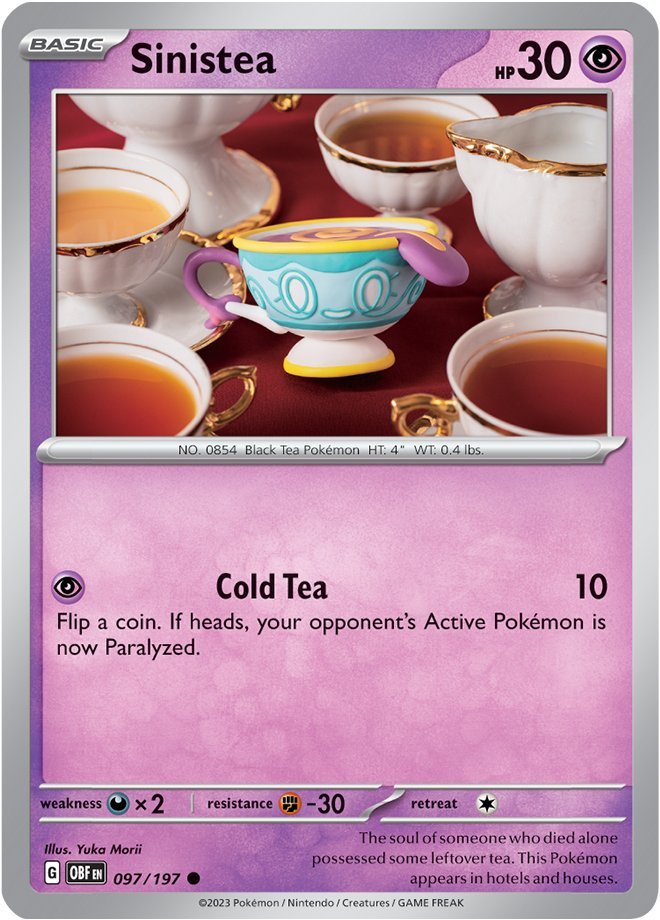 BASIC
Sinistea
HP 30
NO. 0854 Black Tea Pokémon HT: 4" WT: 0.4 lbs.
Cold Tea 10
Flip a coin. If heads, your opponent's Active Pokémon is
now Paralyzed.
weakness ×2 resistance -30 retreat
Illus. Yuka Morii
The soul of someone who died alone
possessed some leftover tea. This Pokémon
appears in hotels and houses.
G OBF EN 097/197
©2023 Pokémon / Nintendo / Creatures / GAME FREAK